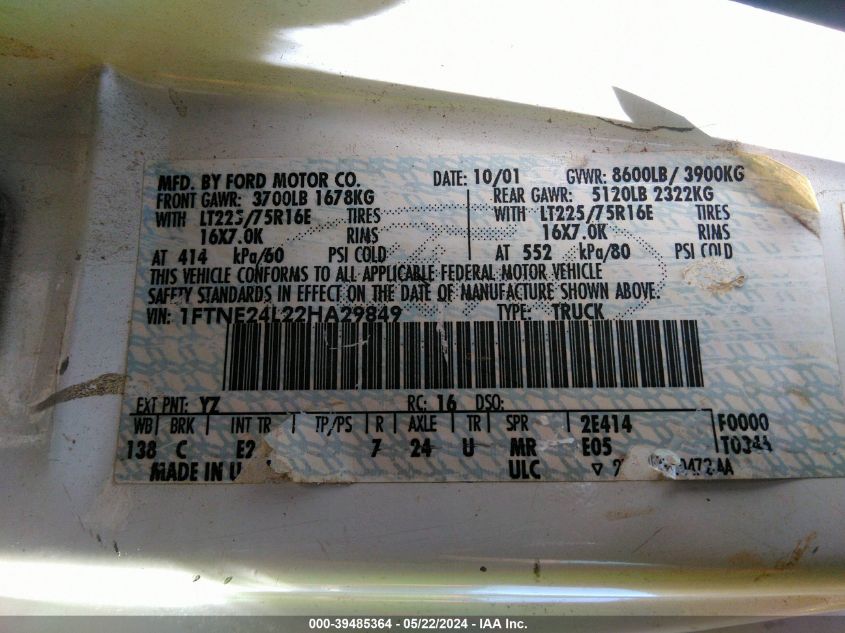 MFD. BY FORD MOTOR CO. DATE: 10/01 GVWR: 8600LB/ 3900KG
FRONT GAWR: 3700LB 1678KG REAR GAWR: 5120LB 2322KG
WITH LT225/75R16E TIRES WITH LT225/75R16E TIRES
16X7.0K RIMS 16X7.0K RIMS
AT 414 kPa/60 PSI COLD AT 552 kPa/80 PSI COLD
THIS VEHICLE CONFORMS TO ALL APPLICABLE FEDERAL MOTOR VEHICLE
SAFETY STANDARDS IN EFFECT ON THE DATE OF MANUFACTURE SHOWN ABOVE.
VIN: 1FTNE24L22HA29849 TYPE: TRUCK
EXT PNT: YZ RC: 16 DSO:
WB BRK INT TR TP/PS R AXLE TR SPR 2E414 F0000
138 C E2 7 24 U MR E05 T0344
MADE IN U ULC
000-39485364 - 05/22/2024 - IAA Inc.